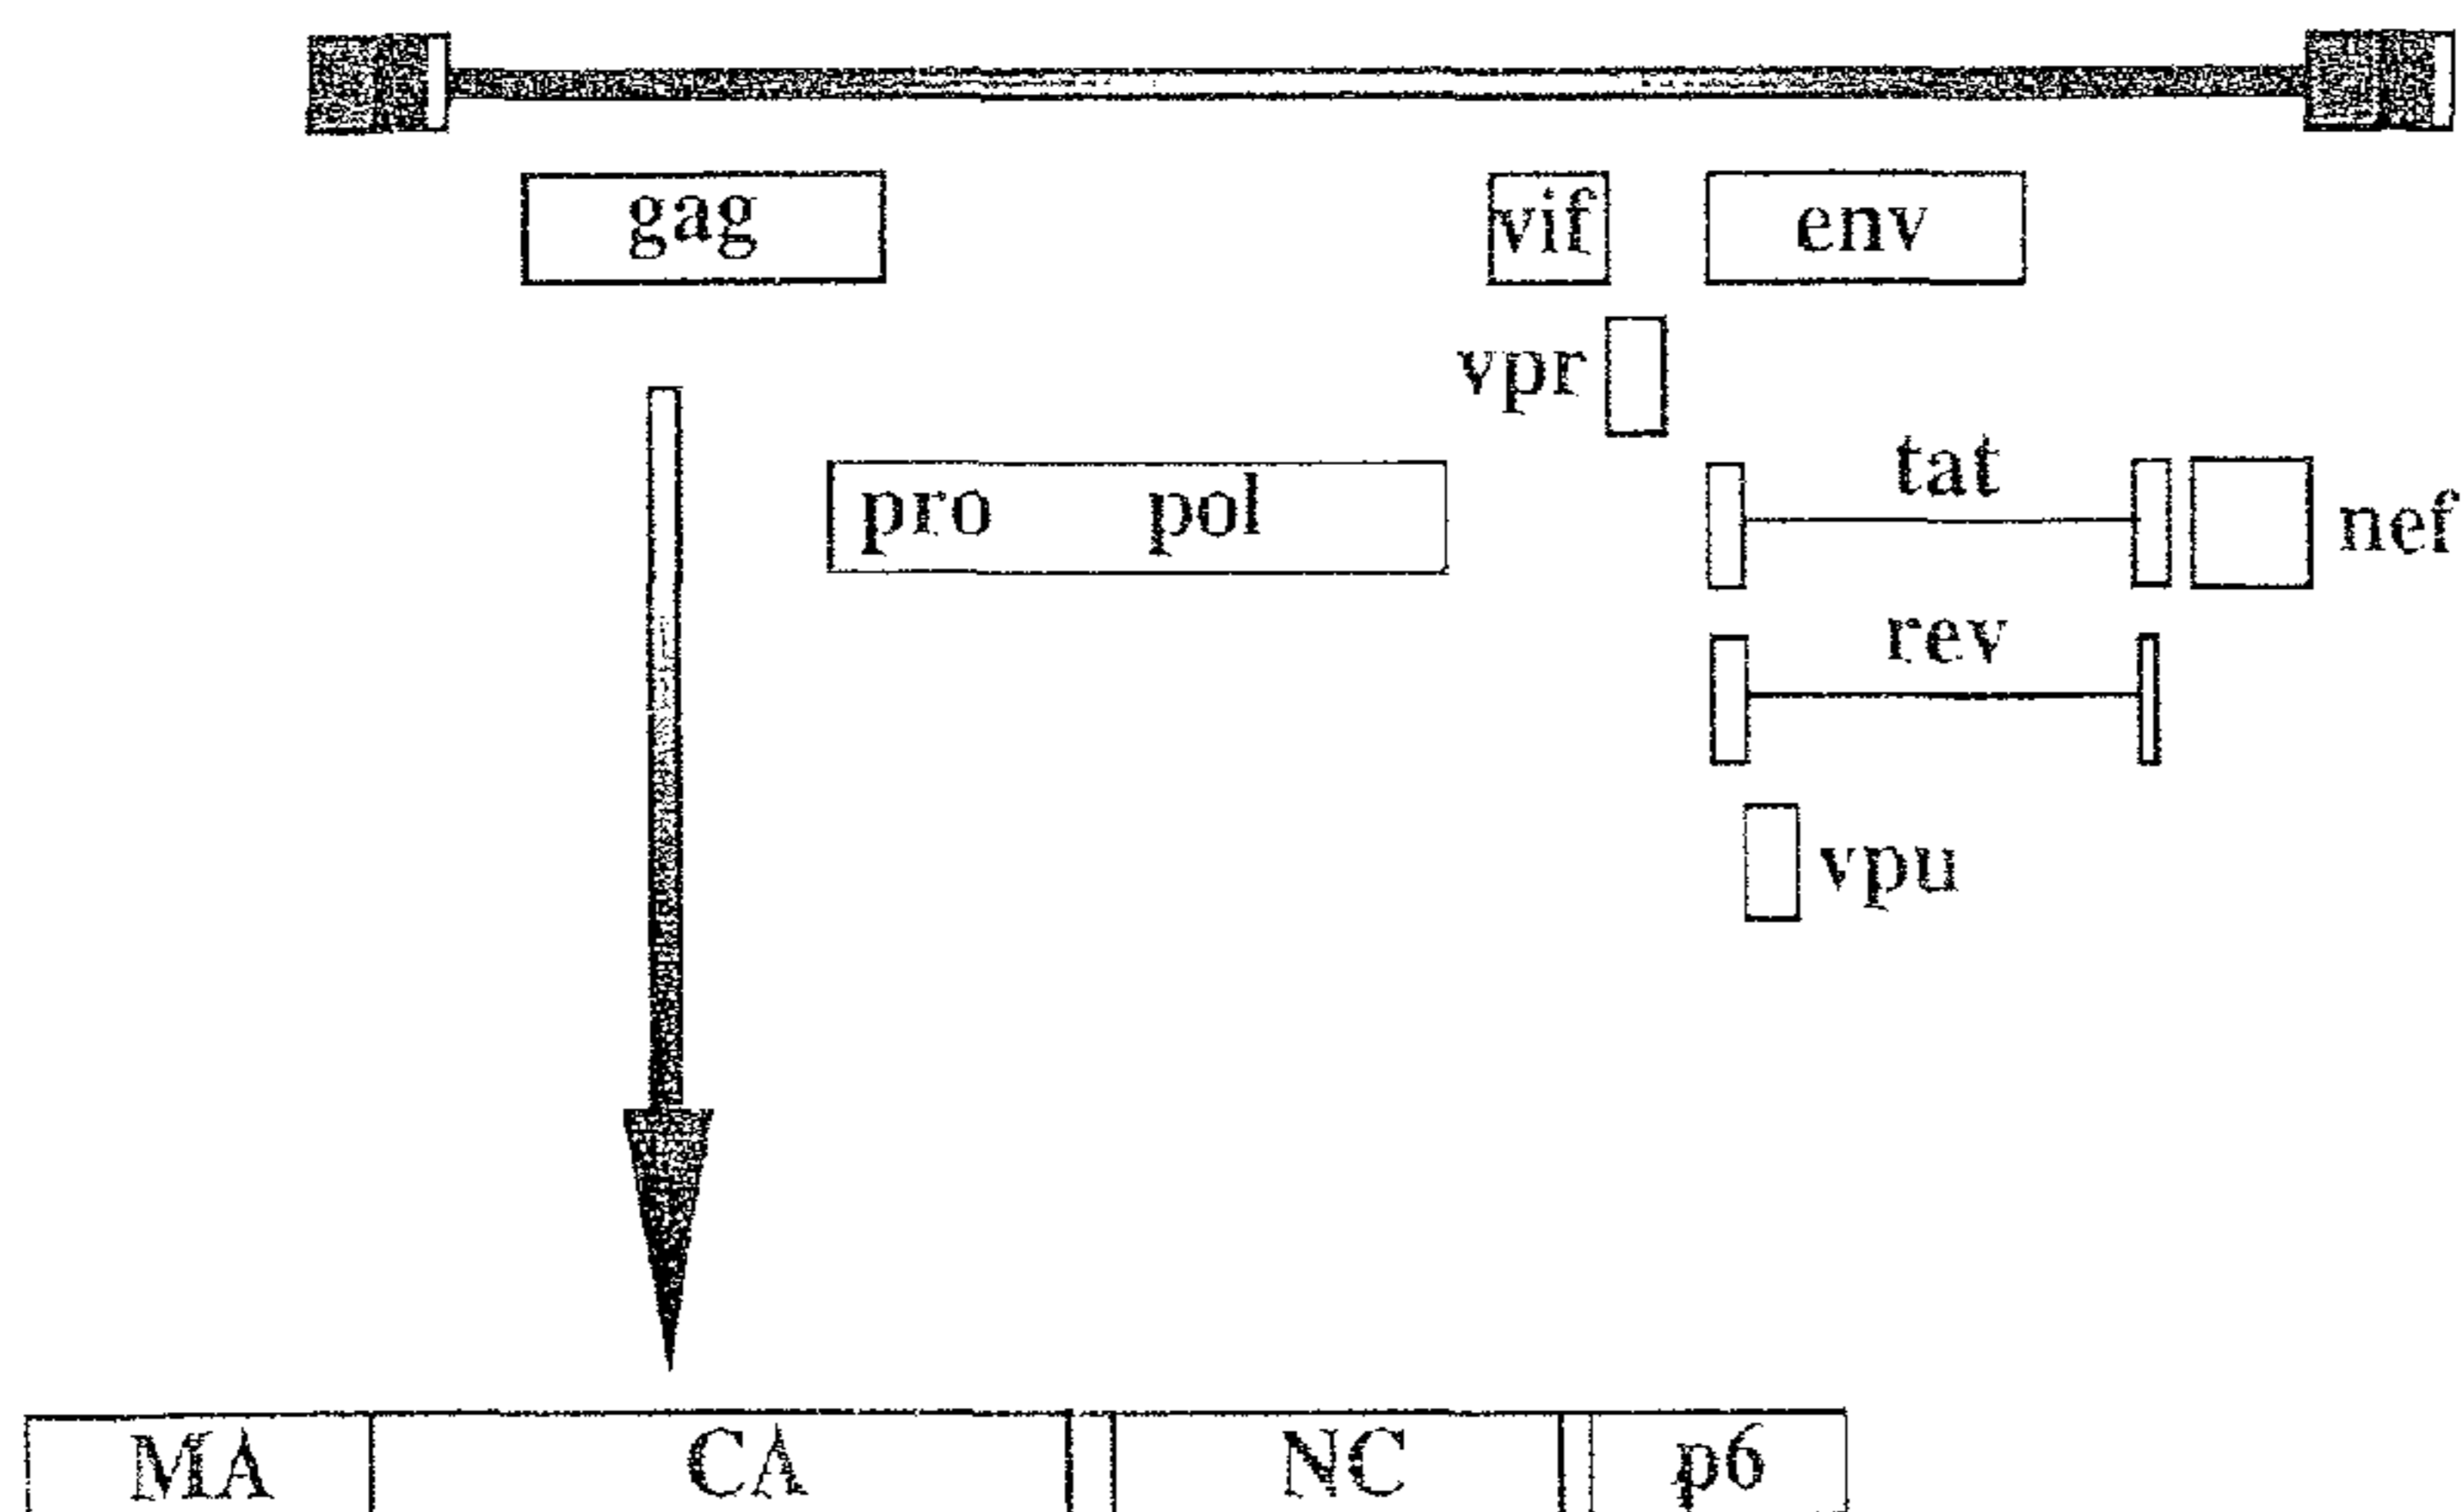 gag vif env
vpr
tat
pro pol nef
rev
vpu
MA CA NC p6